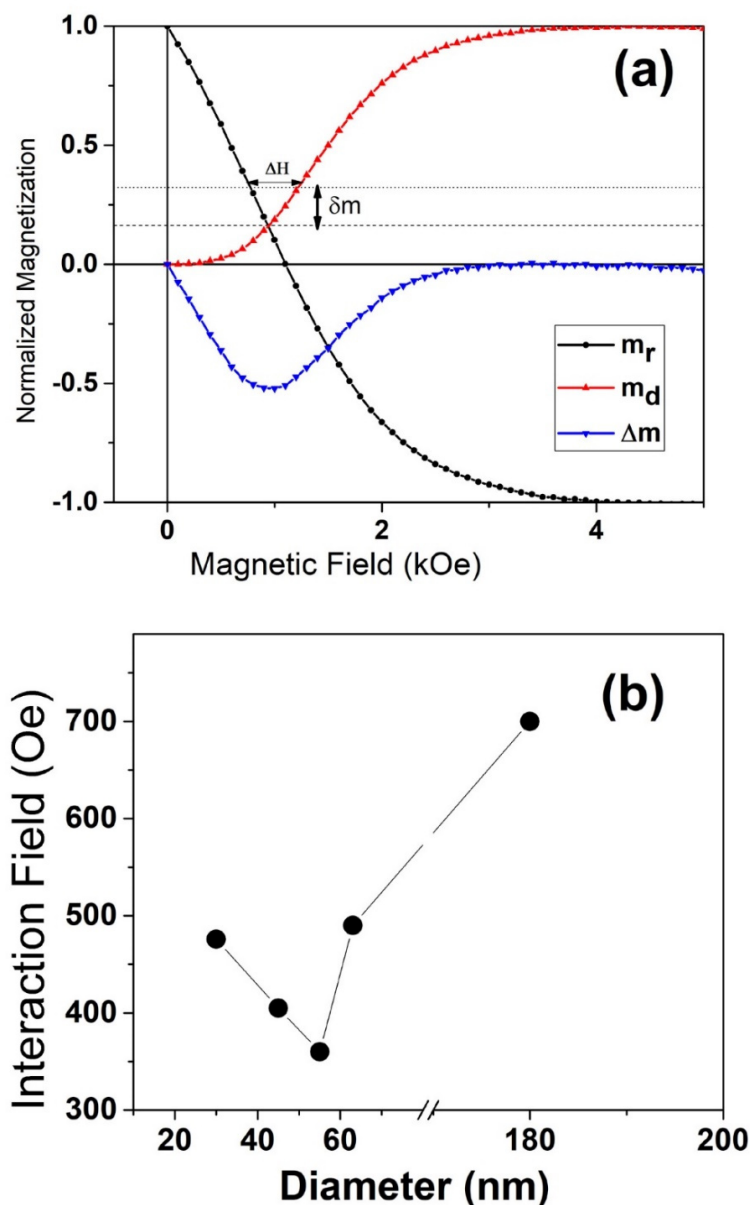 1.0
(a)
ΔH
0.5
δm
0.0
Normalized Magnetization
m_r
m_d
Δm
-0.5
-1.0
0 2 4
Magnetic Field (kOe)
(b)
700
600
500
400
300
Interaction Field (Oe)
20 40 60 180 200
Diameter (nm)